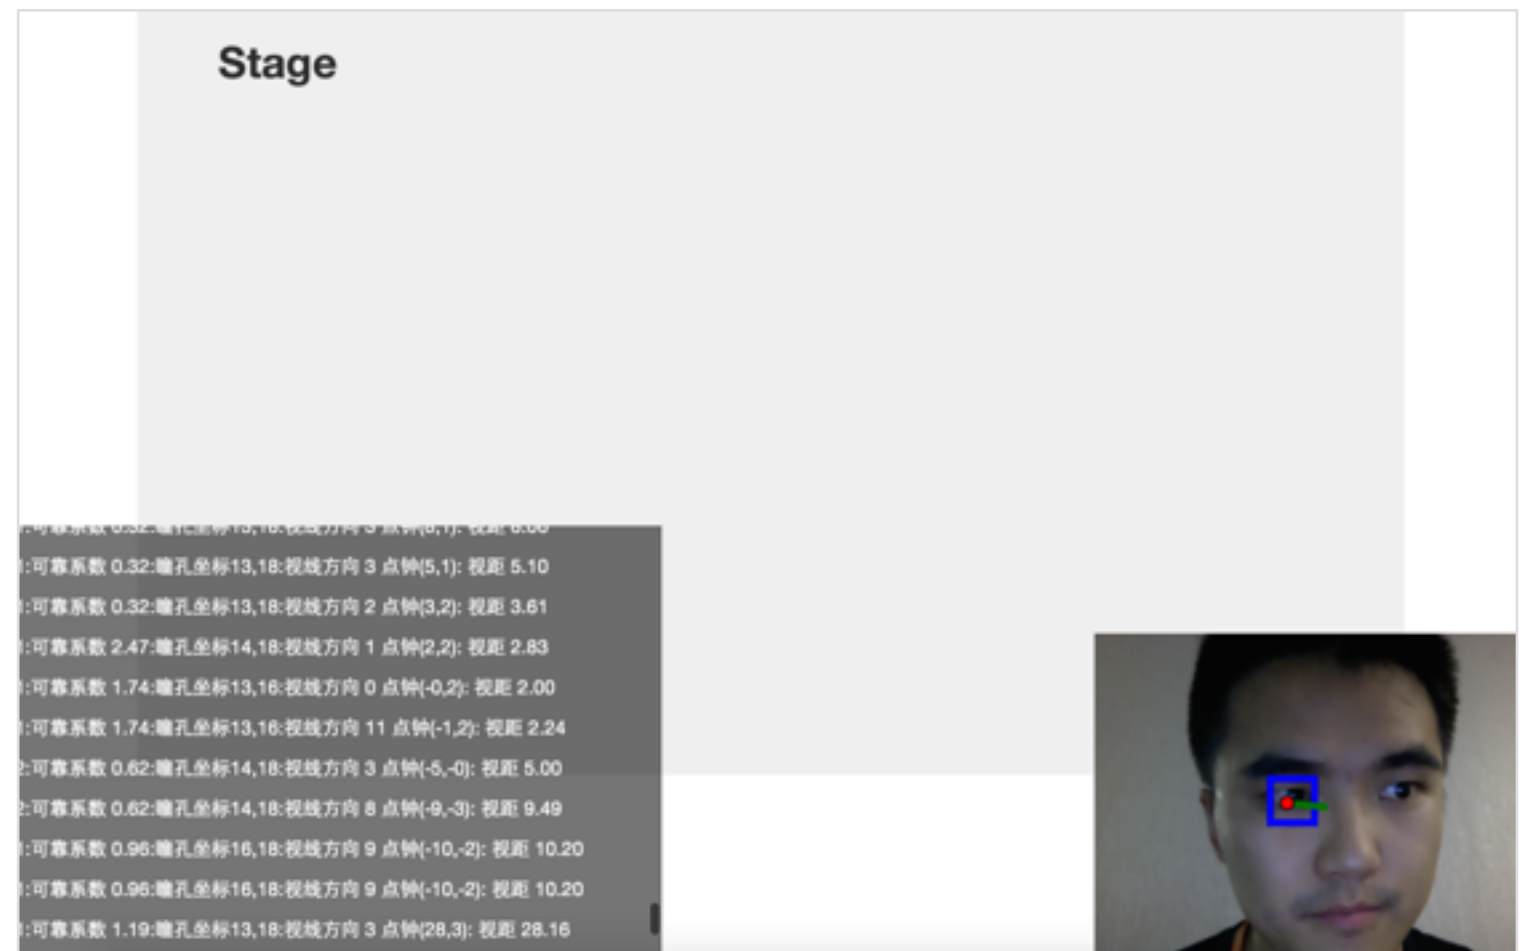 Stage
:可靠系数 0.32:瞳孔坐标13,18:视线方向 3 点钟(5,1): 视距 5.10
:可靠系数 0.32:瞳孔坐标13,18:视线方向 2 点钟(3,2): 视距 3.61
:可靠系数 2.47:瞳孔坐标14,18:视线方向 1 点钟(2,2): 视距 2.83
:可靠系数 1.74:瞳孔坐标13,16:视线方向 0 点钟(-0,2): 视距 2.00
:可靠系数 1.74:瞳孔坐标13,16:视线方向 11 点钟(-1,2): 视距 2.24
2:可靠系数 0.62:瞳孔坐标14,18:视线方向 3 点钟(-5,-0): 视距 5.00
2:可靠系数 0.62:瞳孔坐标14,18:视线方向 8 点钟(-9,-3): 视距 9.49
:可靠系数 0.96:瞳孔坐标16,18:视线方向 9 点钟(-10,-2): 视距 10.20
:可靠系数 0.96:瞳孔坐标16,18:视线方向 9 点钟(-10,-2): 视距 10.20
:可靠系数 1.19:瞳孔坐标13,18:视线方向 3 点钟(28,3): 视距 28.16